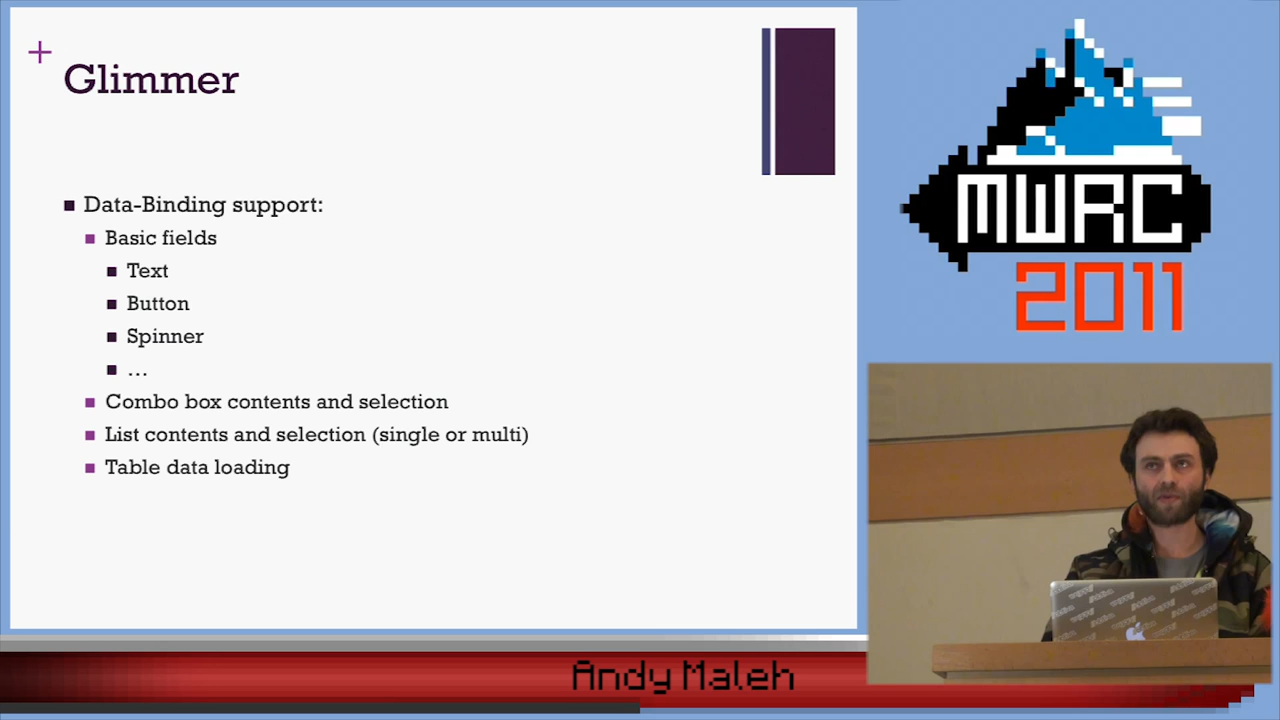 +
Glimmer
Data-Binding support:
Basic fields
Text
Button
Spinner
…
Combo box contents and selection
List contents and selection (single or multi)
Table data loading
MWRC
2011
Andy Maleh